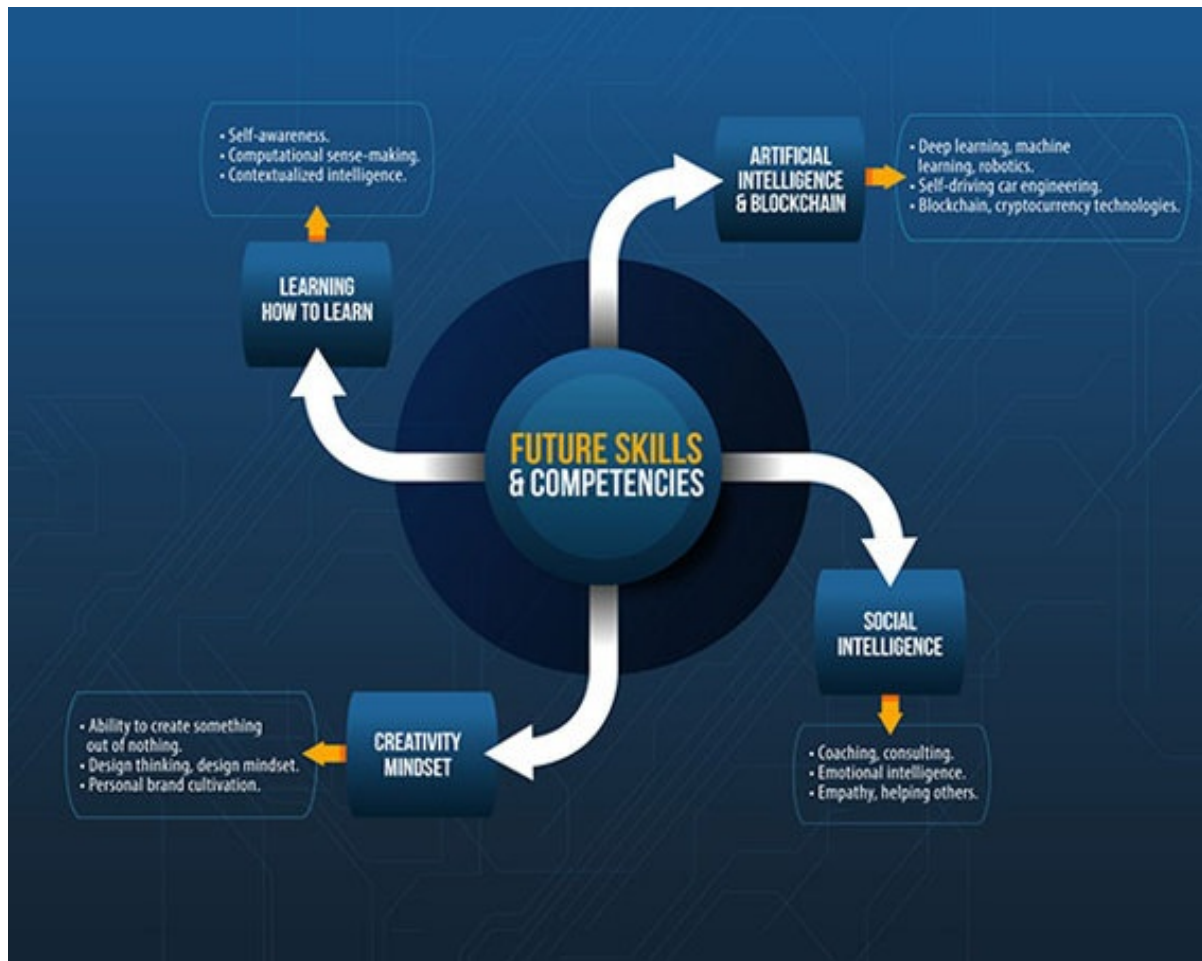 FUTURE SKILLS
& COMPETENCIES
• Self-awareness.
• Computational sense-making.
• Contextualized intelligence.
LEARNING
HOW TO LEARN
ARTIFICIAL
INTELLIGENCE
& BLOCKCHAIN
• Deep learning, machine
learning, robotics.
• Self-driving car engineering.
• Blockchain, cryptocurrency technologies.
SOCIAL
INTELLIGENCE
• Coaching, consulting.
• Emotional intelligence.
• Empathy, helping others.
CREATIVITY
MINDSET
• Ability to create something
out of nothing.
• Design thinking, design mindset.
• Personal brand cultivation.